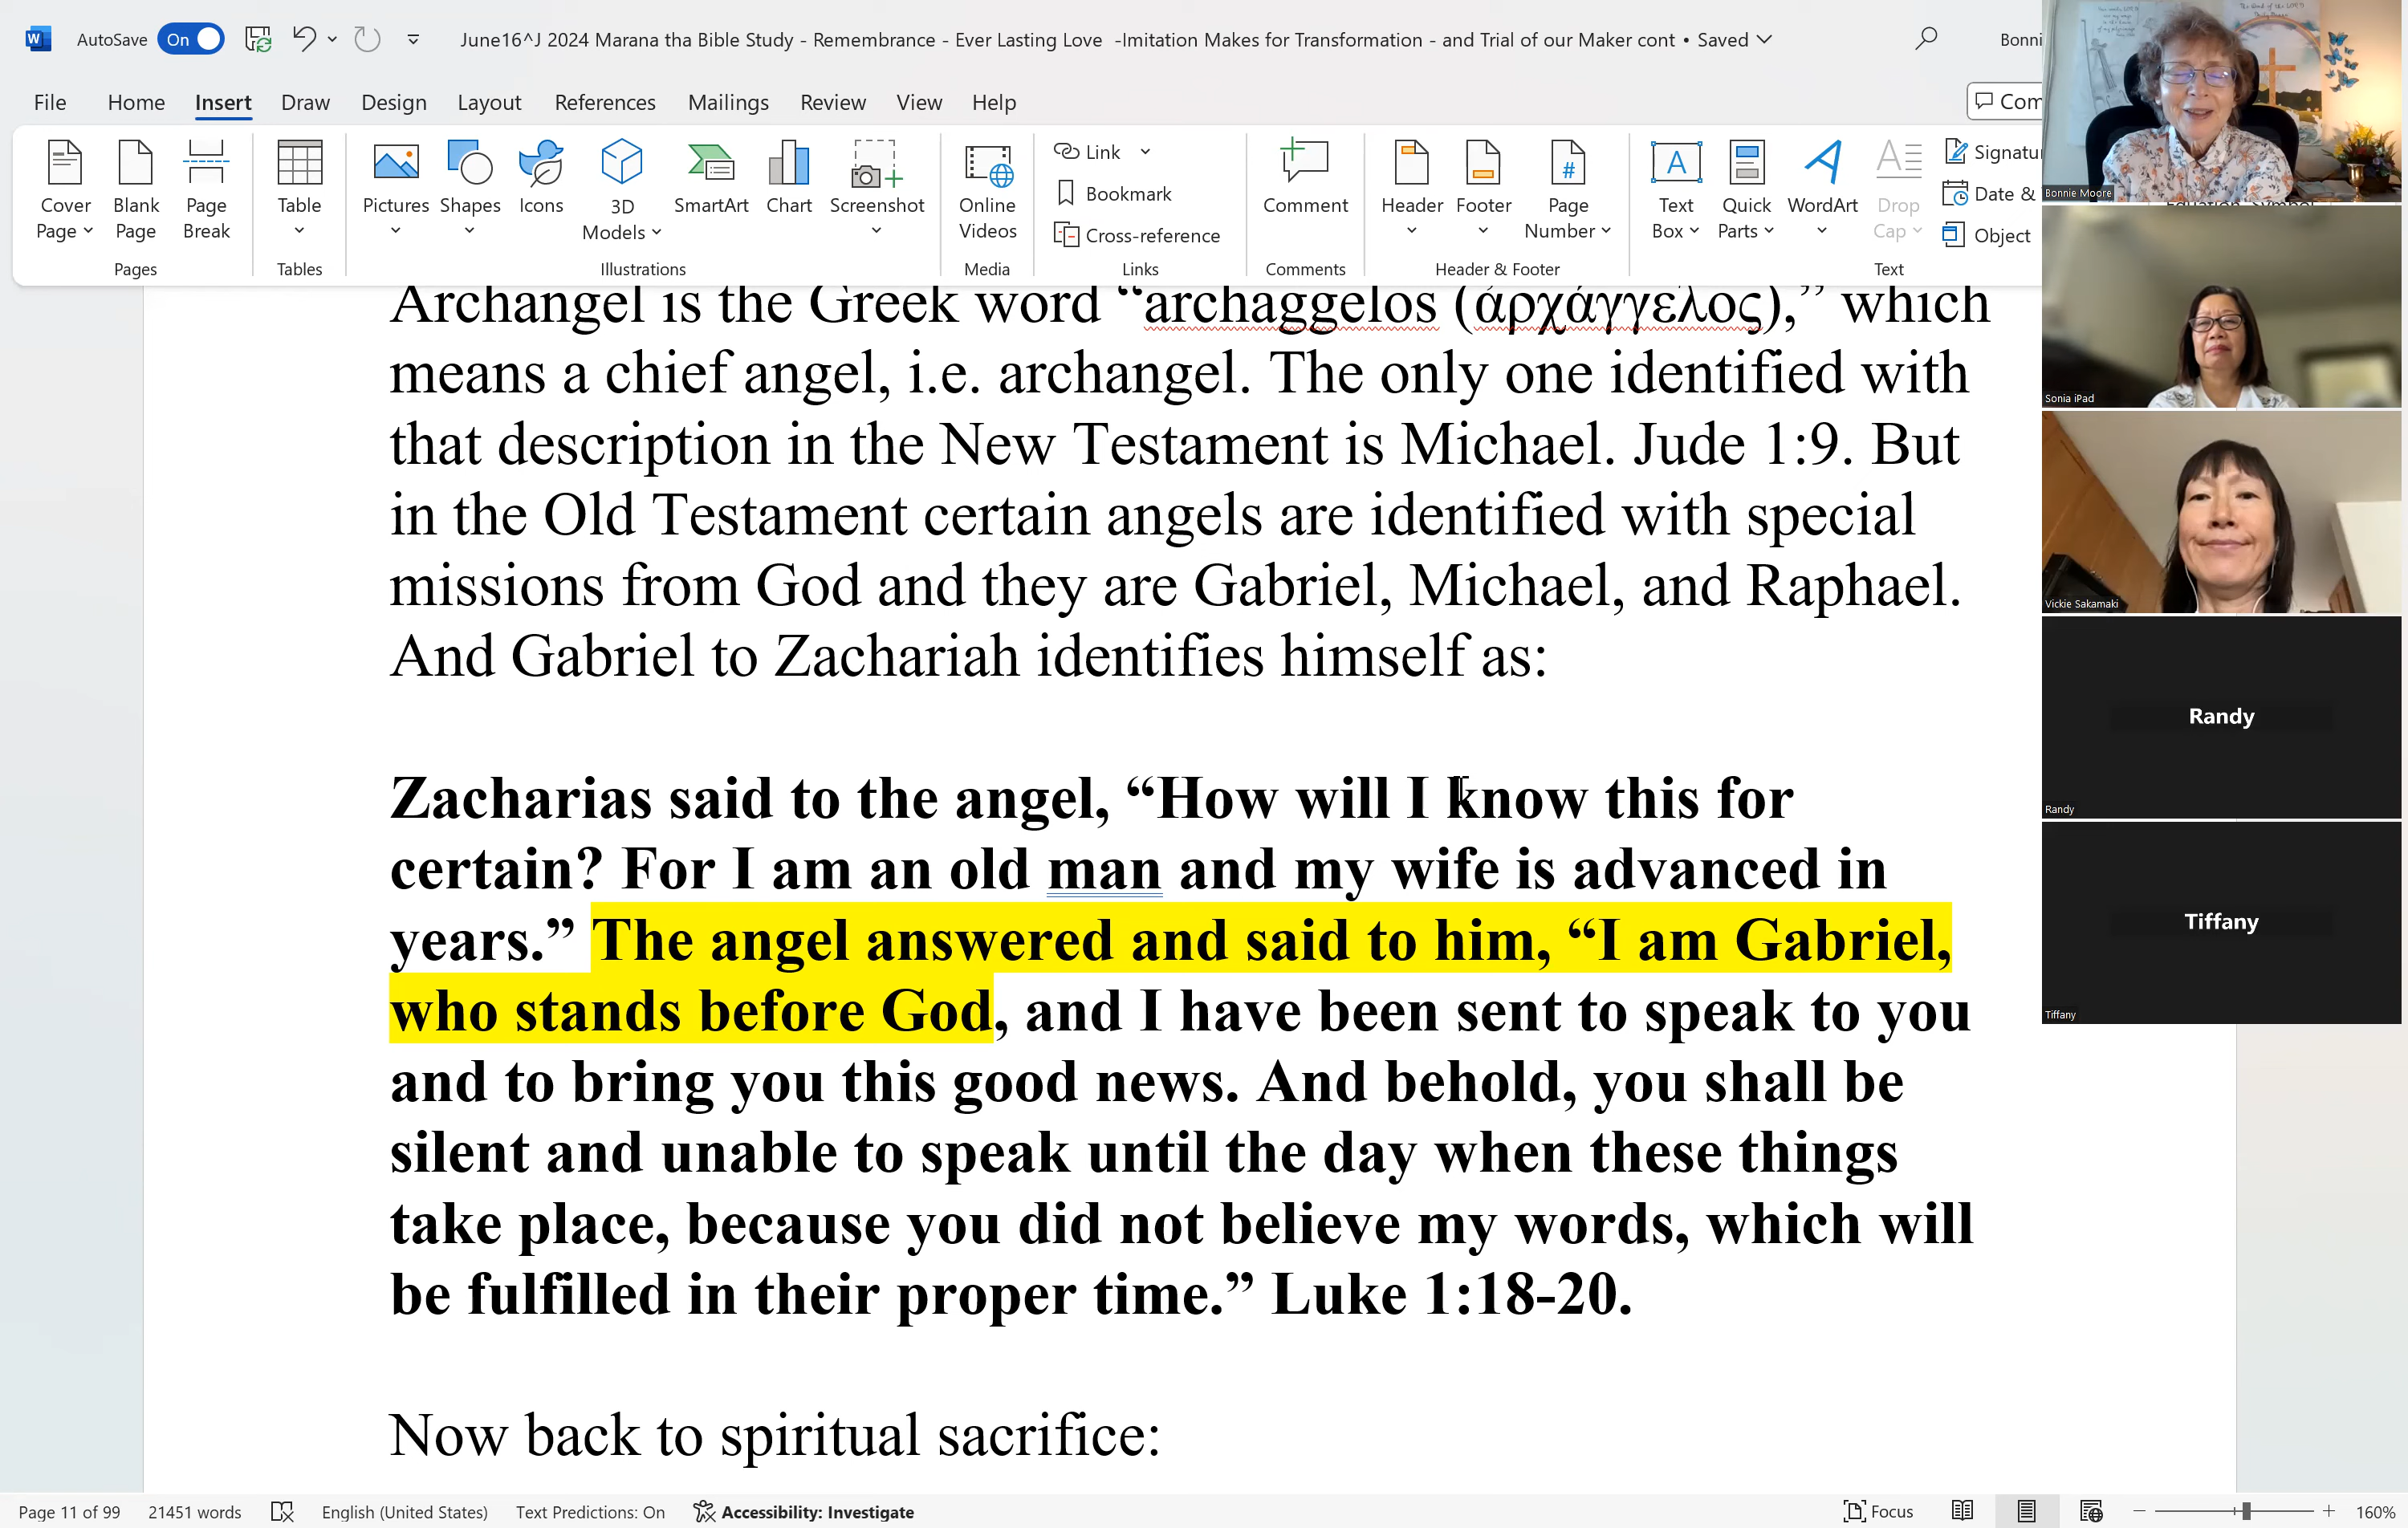 AutoSave On June16^J 2024 Marana tha Bible Study - Remembrance - Ever Lasting Love -Imitation Makes for Transformation - and Trial of our Maker cont • Saved Bonni
File Home Insert Draw Design Layout References Mailings Review View Help Com
Cover Page
Blank Page
Page Break
Pages
Table
Tables
Pictures
Shapes
Icons
3D Models
SmartArt
Chart
Screenshot
Illustrations
Online Videos
Media
Link
Bookmark
Cross-reference
Links
Comment
Comments
Header
Footer
Page Number
Header & Footer
Text Box
Quick Parts
WordArt
Drop Cap
Signatu
Date &
Object
Text
Archangel is the Greek word “archaggelos (ἀρχάγγελος),” which
means a chief angel, i.e. archangel. The only one identified with
that description in the New Testament is Michael. Jude 1:9. But
in the Old Testament certain angels are identified with special
missions from God and they are Gabriel, Michael, and Raphael.
And Gabriel to Zachariah identifies himself as:
Zacharias said to the angel, “How will I know this for
certain? For I am an old man and my wife is advanced in
years.” The angel answered and said to him, “I am Gabriel,
who stands before God, and I have been sent to speak to you
and to bring you this good news. And behold, you shall be
silent and unable to speak until the day when these things
take place, because you did not believe my words, which will
be fulfilled in their proper time.” Luke 1:18-20.
Now back to spiritual sacrifice:
Bonnie Moore
Sonia iPad
Vickie Sakamaki
Randy
Randy
Tiffany
Tiffany
Page 11 of 99 21451 words English (United States) Text Predictions: On Accessibility: Investigate Focus 160%